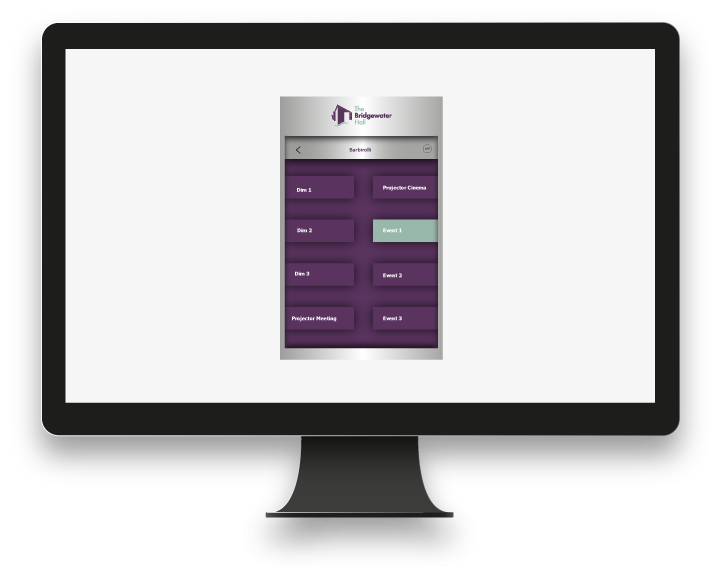 The
Bridgewater
Hall
Barbirolli
OFF
Dim 1
Projector Cinema
Dim 2
Event 1
Dim 3
Event 2
Projector Meeting
Event 3